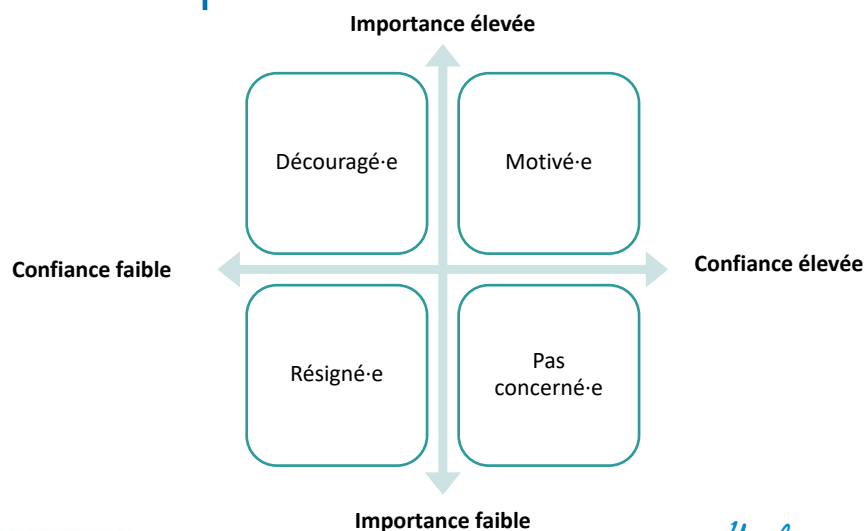 Importance élevée
Découragé·e
Motivé·e
Confiance faible
Confiance élevée
Résigné·e
Pas
concerné·e
Importance faible